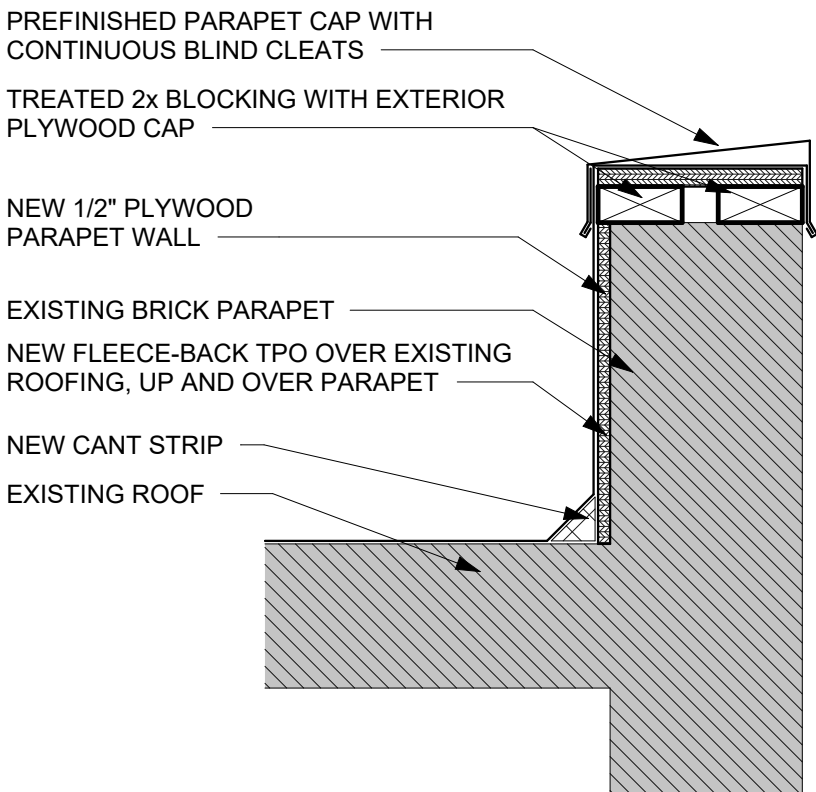 PREFINISHED PARAPET CAP WITH
CONTINUOUS BLIND CLEATS
TREATED 2x BLOCKING WITH EXTERIOR
PLYWOOD CAP
NEW 1/2" PLYWOOD
PARAPET WALL
EXISTING BRICK PARAPET
NEW FLEECE-BACK TPO OVER EXISTING
ROOFING, UP AND OVER PARAPET
NEW CANT STRIP
EXISTING ROOF